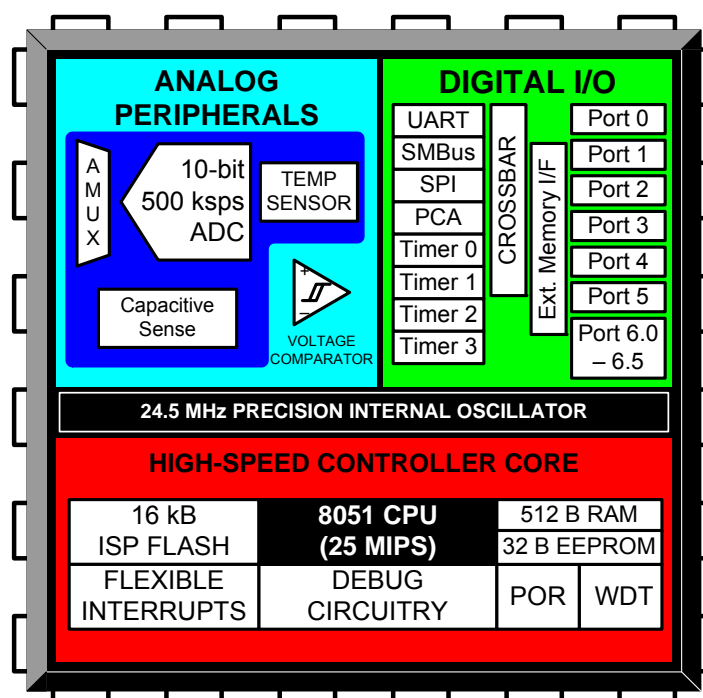 ANALOG
PERIPHERALS
A
M
U
X
10-bit
500 ksps
ADC
TEMP
SENSOR
Capacitive
Sense
+
–
VOLTAGE
COMPARATOR
DIGITAL I/O
UART
SMBus
SPI
PCA
Timer 0
Timer 1
Timer 2
Timer 3
CROSSBAR
Ext. Memory I/F
Port 0
Port 1
Port 2
Port 3
Port 4
Port 5
Port 6.0
– 6.5
24.5 MHz PRECISION INTERNAL OSCILLATOR
HIGH-SPEED CONTROLLER CORE
16 kB
ISP FLASH
8051 CPU
(25 MIPS)
512 B RAM
32 B EEPROM
FLEXIBLE
INTERRUPTS
DEBUG
CIRCUITRY
POR
WDT